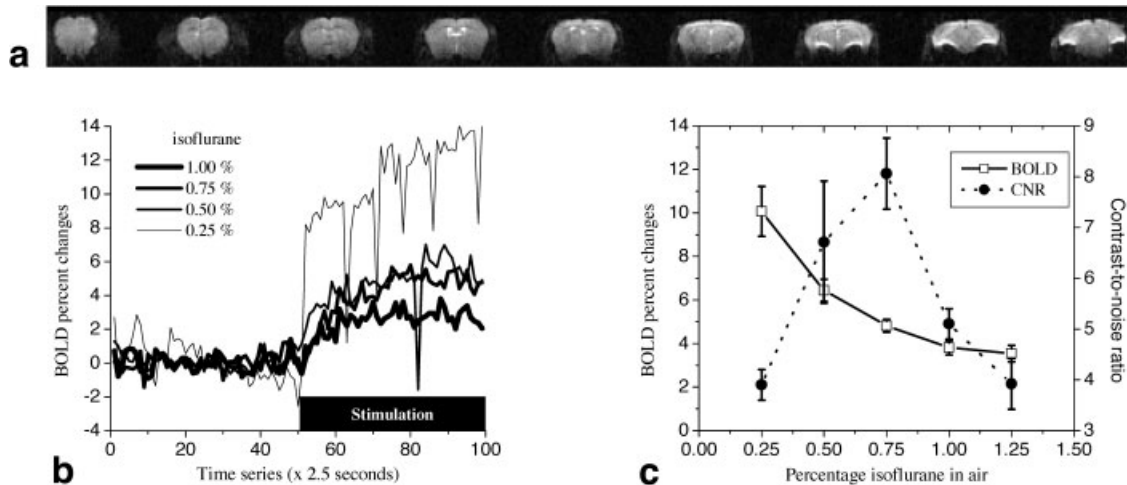 a
14
12
10
8
6
4
2
0
-2
-4
BOLD percent changes
isoflurane
1.00 %
0.75 %
0.50 %
0.25 %
Stimulation
0 20 40 60 80 100
Time series (x 2.5 seconds)
b
14
12
10
8
6
4
2
0
BOLD percent changes
BOLD
CNR
9
8
7
6
5
4
3
Contrast-to-noise ratio
0.00 0.25 0.50 0.75 1.00 1.25 1.50
Percentage isoflurane in air
c